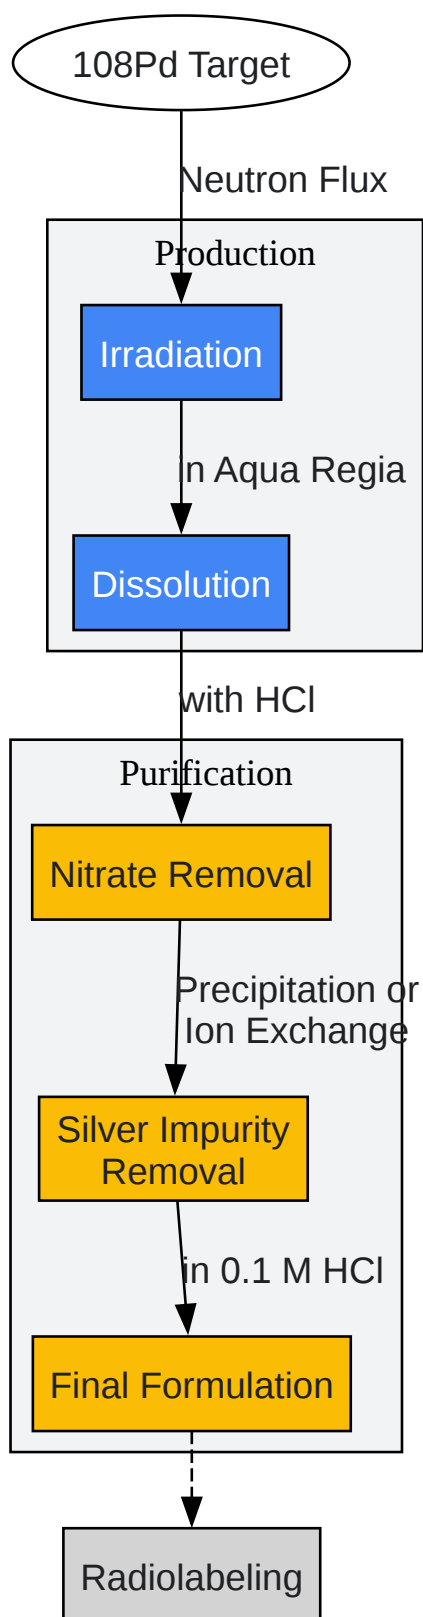 108Pd Target
Neutron Flux
Production
Irradiation
in Aqua Regia
Dissolution
with HCl
Purification
Nitrate Removal
Precipitation or
Ion Exchange
Silver Impurity
Removal
in 0.1 M HCl
Final Formulation
Radiolabeling